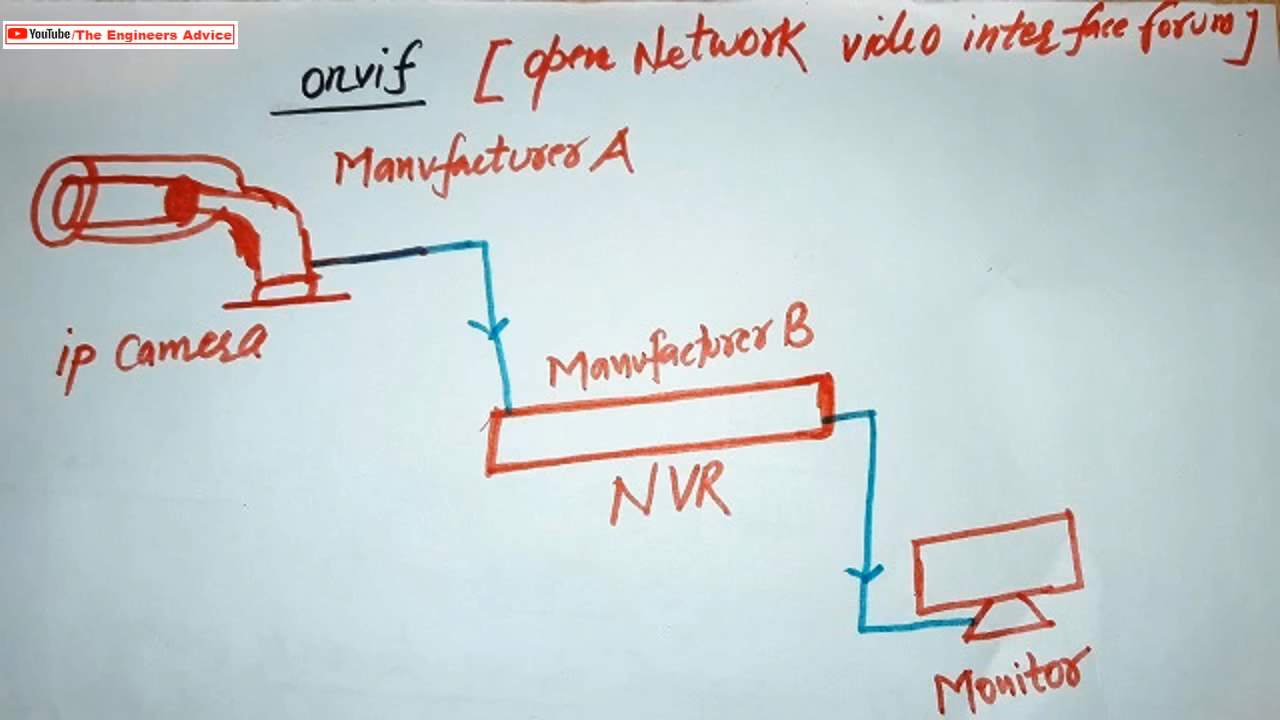 YouTube/The Engineers Advice
onvif [open Network video interface forum]
Manufacturer A
ip camera
Manufacturer B
NVR
Monitor